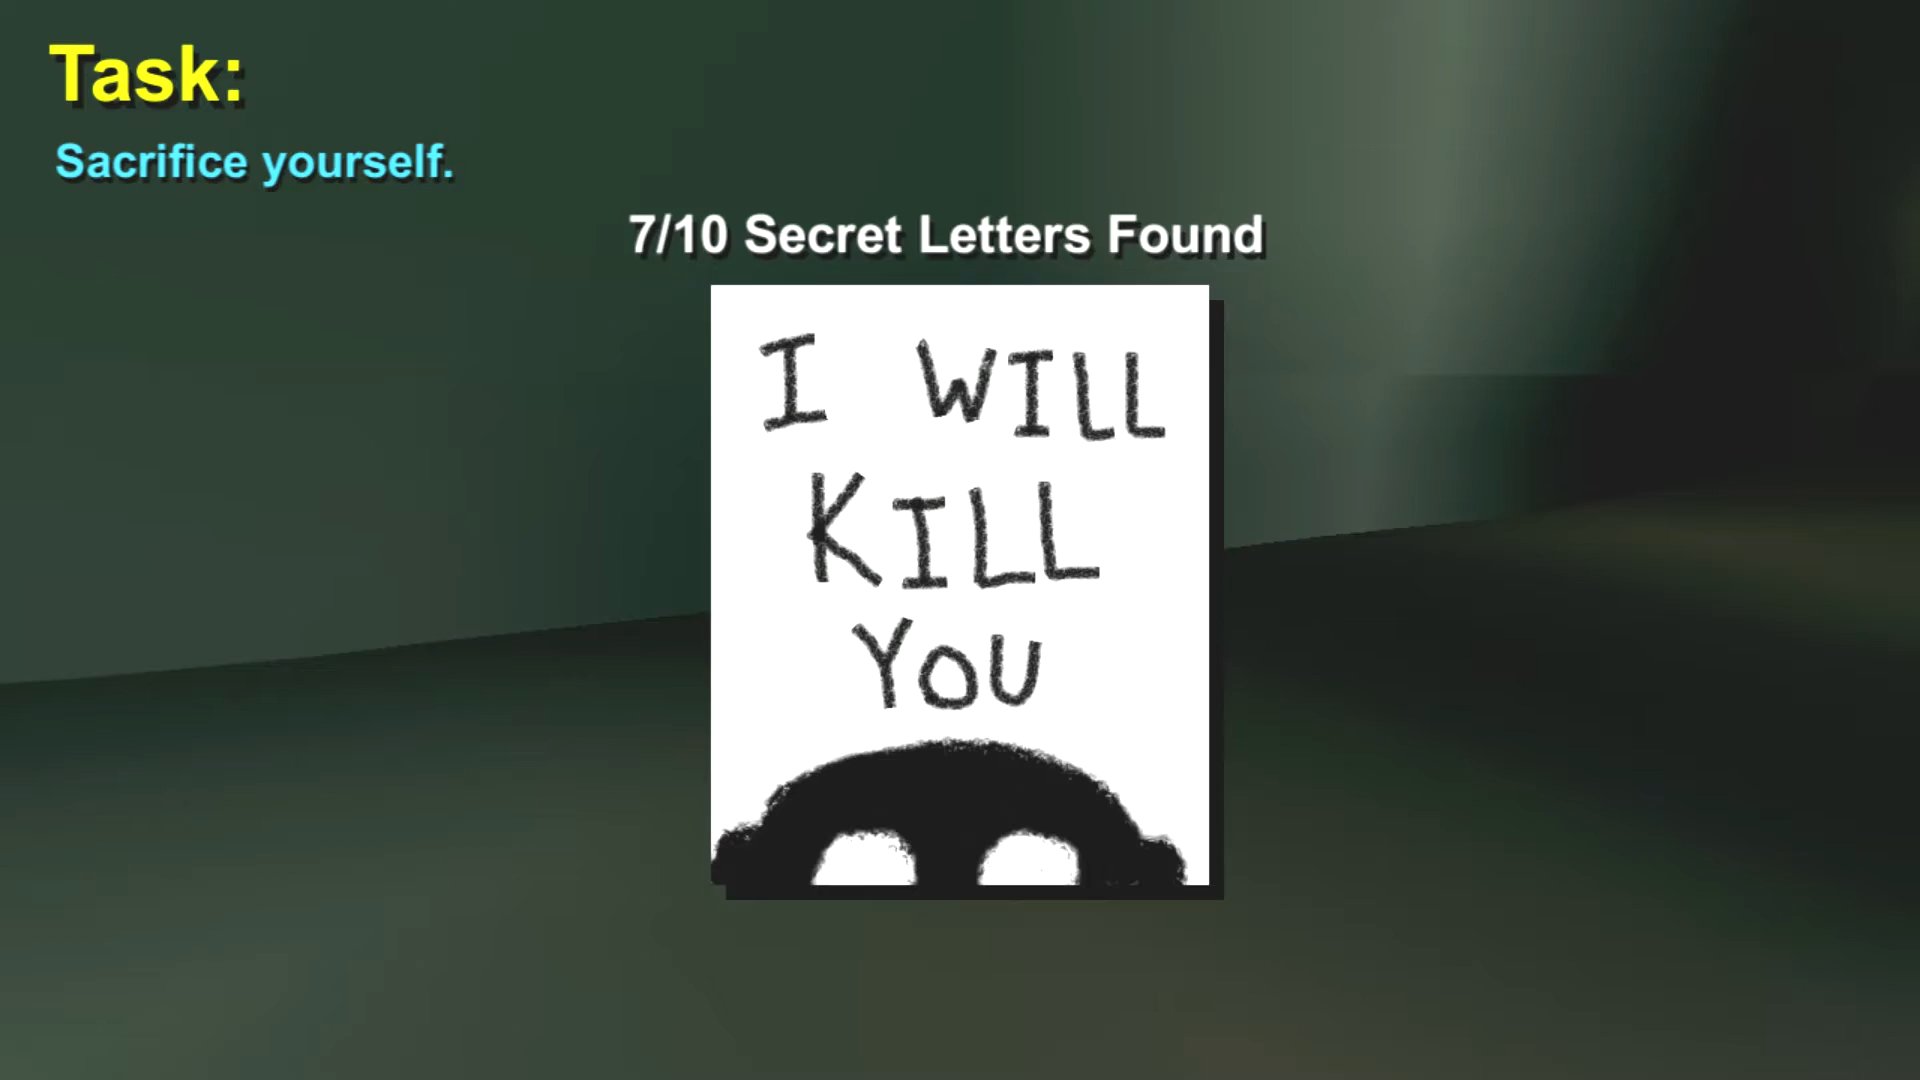 Task:
Sacrifice yourself.
7/10 Secret Letters Found
I WILL
KILL
YOU